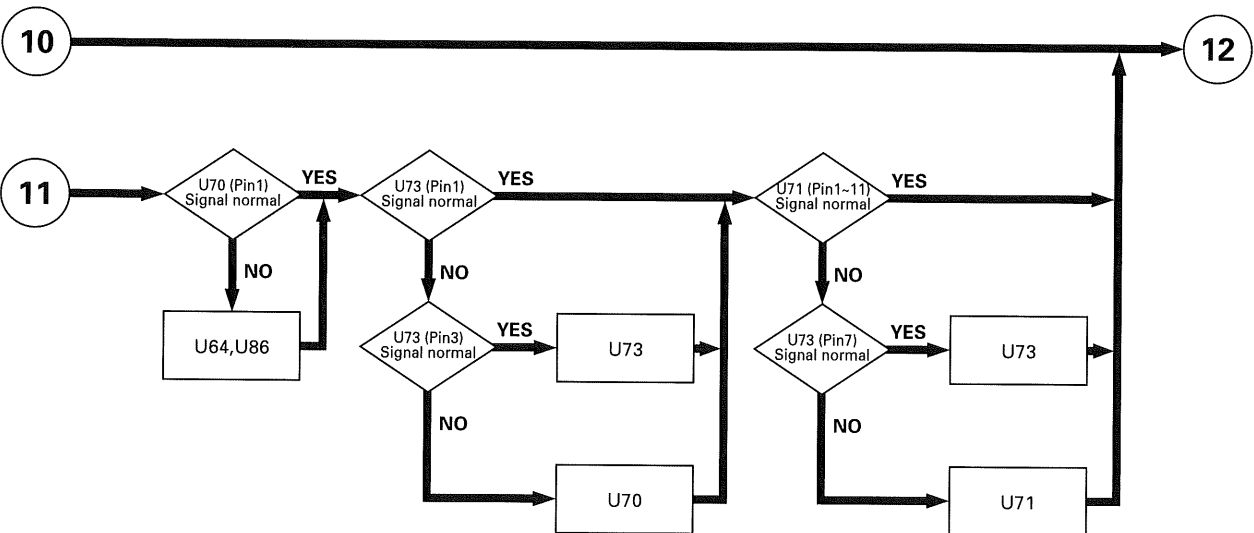 10
12
11
U70 (Pin1)
Signal normal
YES
U73 (Pin1)
Signal normal
YES
U71 (Pin1~11)
Signal normal
YES
NO
NO
NO
U64,U86
U73 (Pin3)
Signal normal
YES
U73
U73 (Pin7)
Signal normal
YES
U73
NO
NO
U70
U71